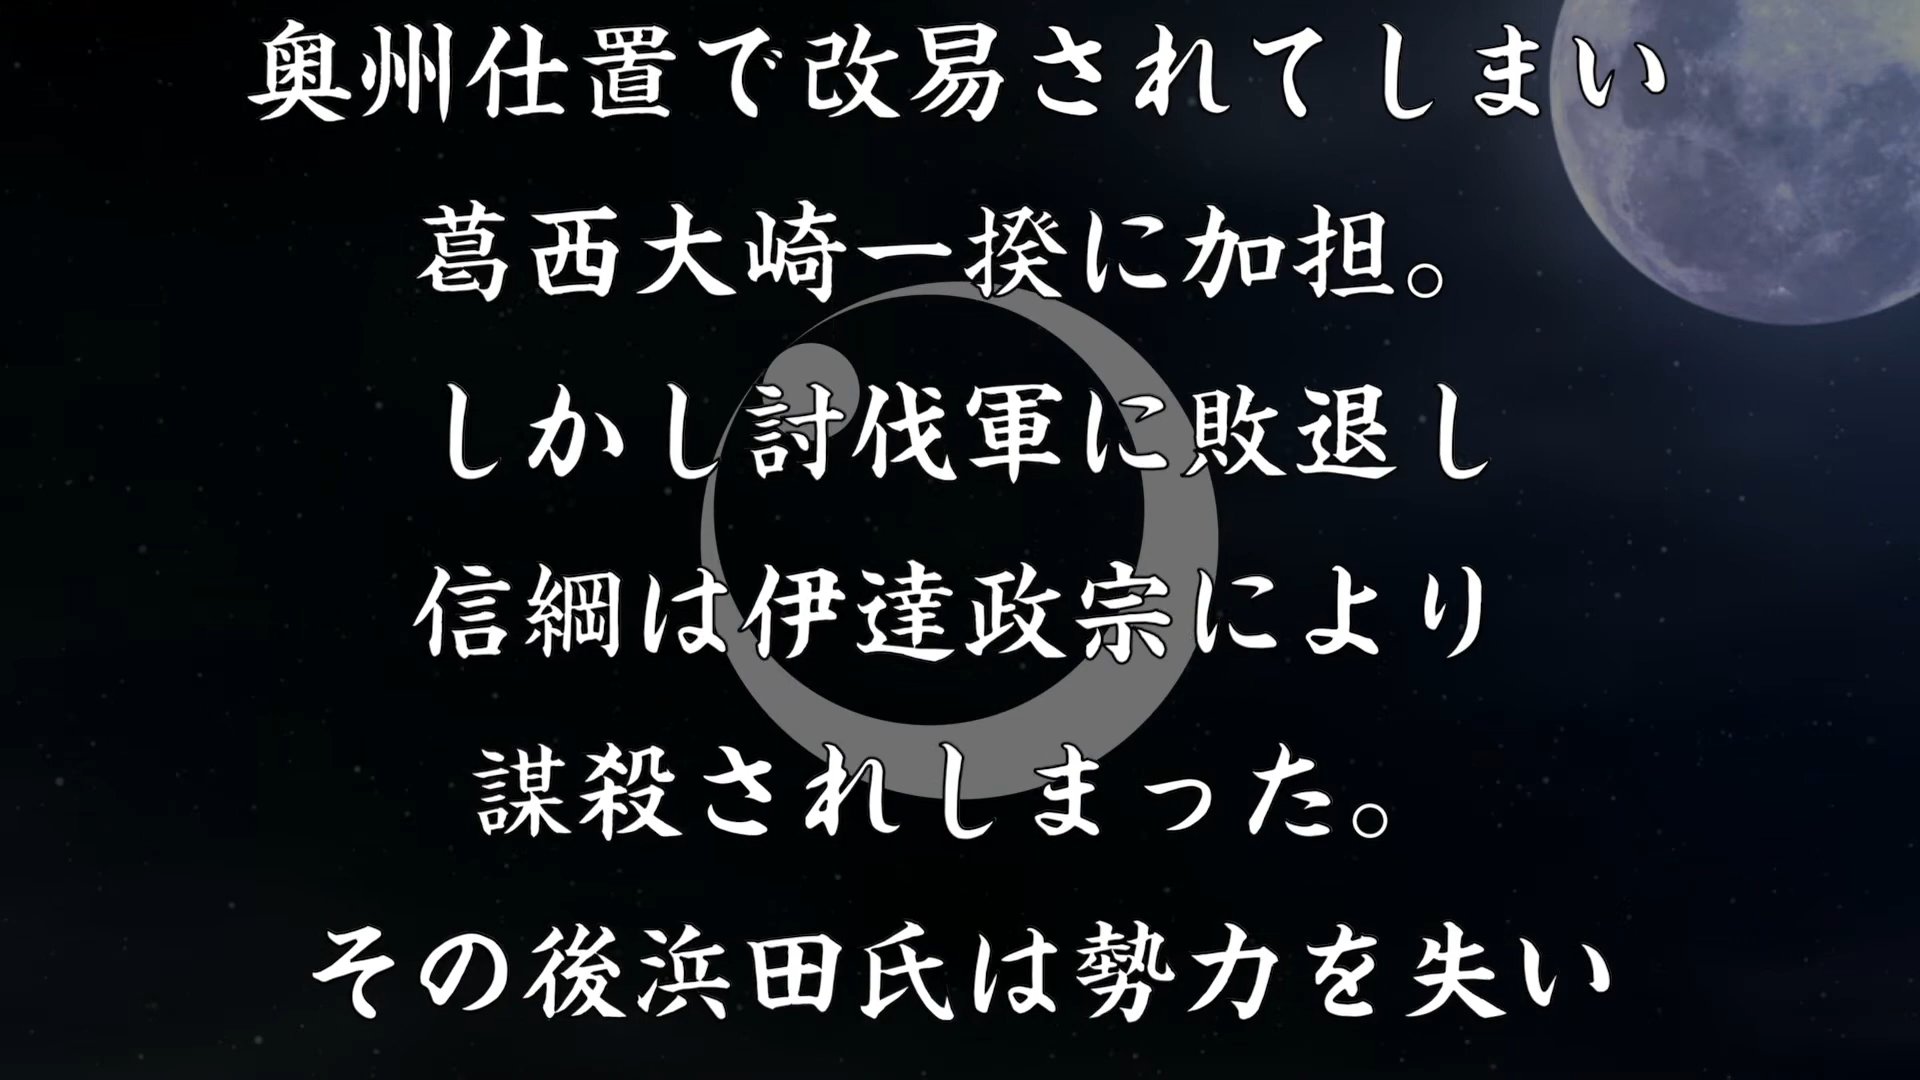 奥州仕置で改易されてしまい
葛西大崎一揆に加担。
しかし討伐軍に敗退し
信綱は伊達政宗により
謀殺されしまった。
その後浜田氏は勢力を失い